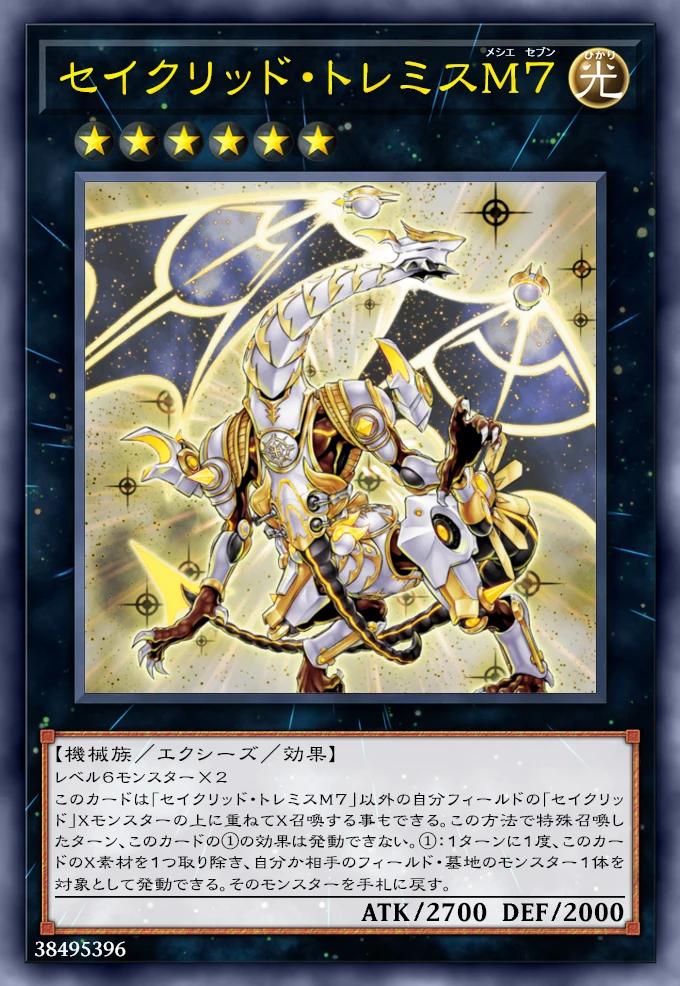 メシエ セブン
セイクリッド・トレミスM7
ひかり
光
【機械族／エクシーズ／効果】
レベル6モンスター×2
このカードは「セイクリッド・トレミスM7」以外の自分フィールドの「セイクリッ
ド」Xモンスターの上に重ねてX召喚する事もできる。この方法で特殊召喚し
たターン、このカードの①の効果は発動できない。①：1ターンに1度、このカー
ドのX素材を1つ取り除き、自分か相手のフィールド・墓地のモンスター1体を
対象として発動できる。そのモンスターを手札に戻す。
ATK/2700 DEF/2000
38495396